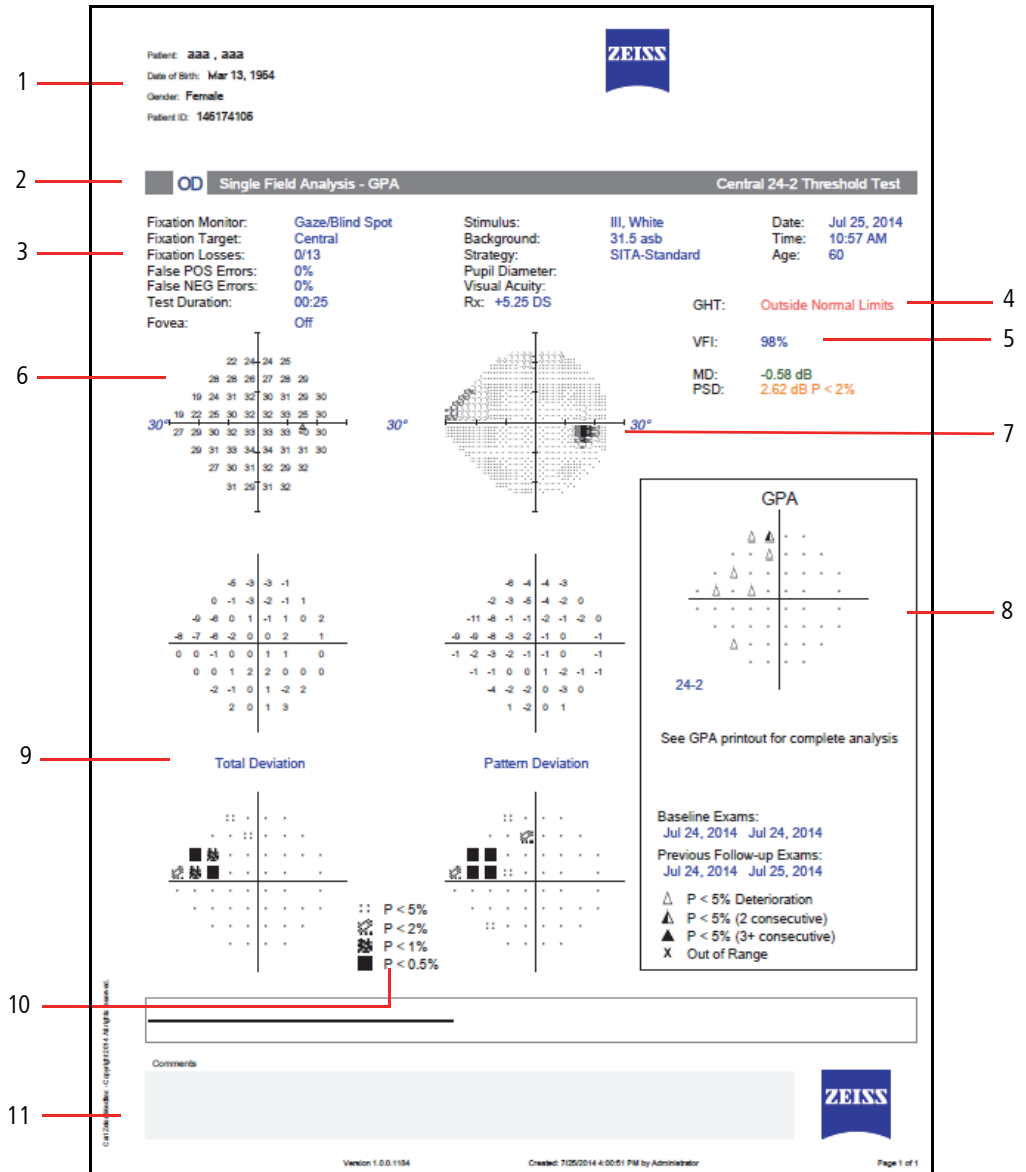 1
Patient: aaa , aaa
Date of Birth: Mar 13, 1954
Gender: Female
Patient ID: 146174106
ZEISS
2
OD Single Field Analysis - GPA Central 24-2 Threshold Test
3
Fixation Monitor: Gaze/Blind Spot
Fixation Target: Central
Fixation Losses: 0/13
False POS Errors: 0%
False NEG Errors: 0%
Test Duration: 00:25
Fovea: Off
Stimulus: III, White
Background: 31.5 asb
Strategy: SITA-Standard
Pupil Diameter:
Visual Acuity:
Rx: +5.25 DS
Date: Jul 25, 2014
Time: 10:57 AM
Age: 60
GHT: Outside Normal Limits
4
VFI: 98%
5
MD: -0.58 dB
PSD: 2.62 dB P < 2%
6
22 24 24 25
28 28 26 27 28 29
19 24 31 32 30 31 29 30
19 22 25 30 32 32 33 25 30
30°
27 29 30 32 33 33 33 30
29 31 33 34 34 31 31 30
27 30 31 32 29 32
31 29 31 32
30° 30°
7
-5 -3 -3 -1
0 -1 -3 -2 -1 1
-9 -6 0 1 -1 1 0 2
-8 -7 -6 -2 0 0 2 1
0 0 -1 0 0 1 1 0
0 0 1 2 2 0 0 0
-2 -1 0 1 -2 2
2 0 1 3
Total Deviation
-6 -4 -4 -3
-2 -3 -5 -4 -2 0
-11 -8 -1 -1 -2 -1 -2 0
-9 -9 -8 -3 -2 -1 0 -1
-1 -2 -3 -2 -1 -1 0 -1
-1 -1 0 0 1 -2 -1 -1
-4 -2 -2 0 -3 0
1 -2 0 1
Pattern Deviation
GPA
8
24-2
See GPA printout for complete analysis
9
Baseline Exams:
Jul 24, 2014 Jul 24, 2014
Previous Follow-up Exams:
Jul 24, 2014 Jul 25, 2014
P < 5% Deterioration
P < 5% (2 consecutive)
P < 5% (3+ consecutive)
X Out of Range
P < 5%
P < 2%
P < 1%
P < 0.5%
10
Comments
11
ZEISS
Version 1.0.0.1184
Created: 7/25/2014 4:00:51 PM by Administrator
Page 1 of 1